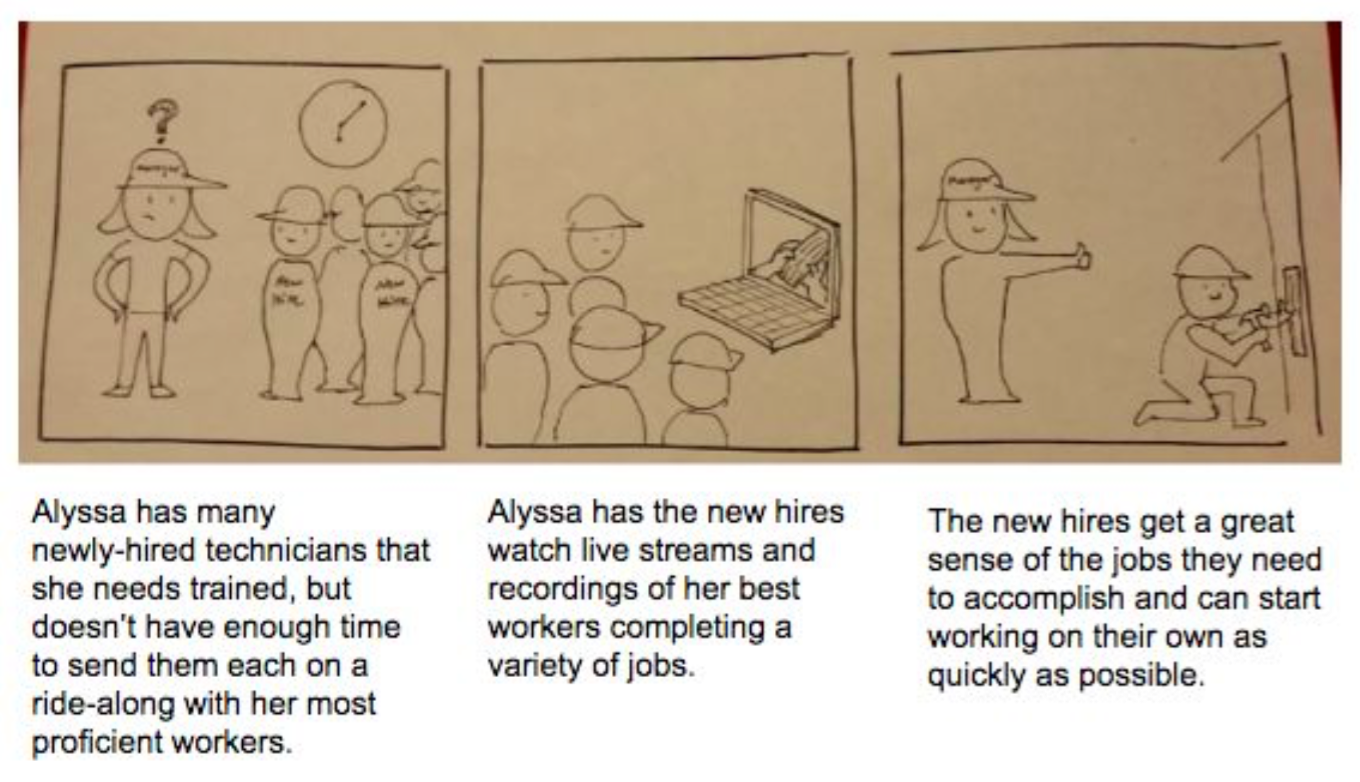 ?
manager
New
hire
New
Hire
manager
Alyssa has many
newly-hired technicians that
she needs trained, but
doesn't have enough time
to send them each on a
ride-along with her most
proficient workers.
Alyssa has the new hires
watch live streams and
recordings of her best
workers completing a
variety of jobs.
The new hires get a great
sense of the jobs they need
to accomplish and can start
working on their own as
quickly as possible.